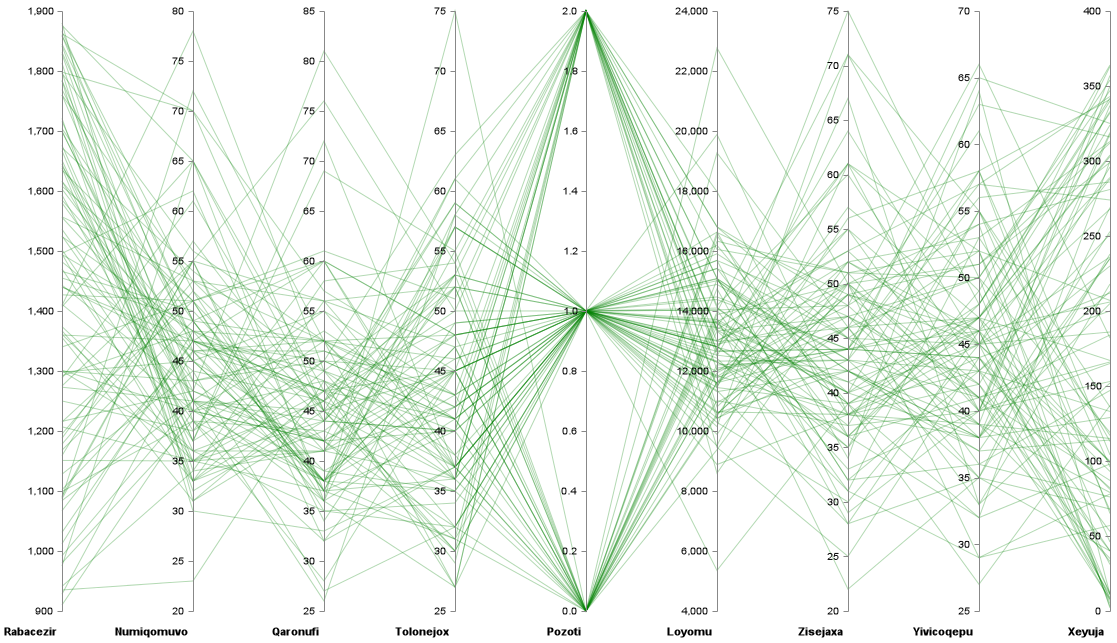 1,900 80 85 75 2.0 24,000 75 70 400
75 80 70 1.8 22,000 70 65 350
1,800 70 75 65 1.6 20,000 65 60 300
1,700 65 70 60 1.4 18,000 60 55 250
1,600 60 65 55 1.2 16,000 55 50 200
1,500 55 60 50 1.0 14,000 50 45 150
1,400 50 55 45 0.8 12,000 45 40 100
1,300 45 50 40 0.6 10,000 40 35 50
1,200 40 45 35 0.4 8,000 35 30 0
1,100 35 40 30 0.2 6,000 30 25
1,000 30 35 25 0.0 4,000 25
900 25 30 20
20 25
Rabacezir Numiqomuvo Qaronufi Tolonejox Pozoti Loyomu Zisejaxa Yivicoqepu Xeyuja